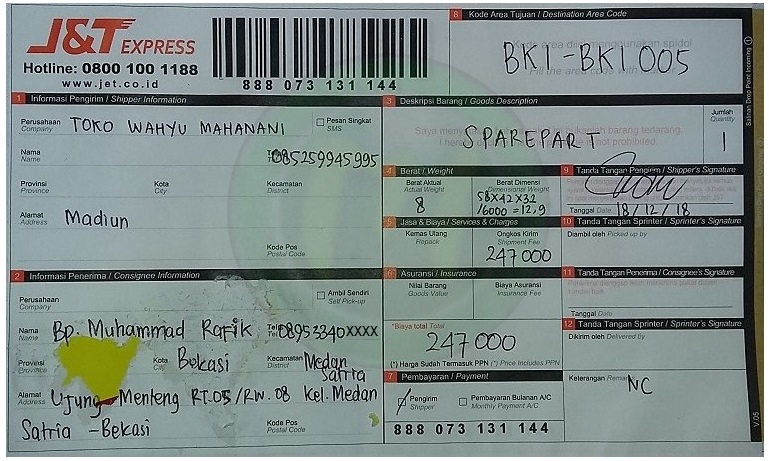 J&T EXPRESS
Hotline: 0800 100 1188
www.jet.co.id
888 073 131 144
8 Kode Area Tujuan / Destination Area Code
BKI-BKI 005
1 Informasi Pengirim / Shipper Information
Perusahaan
Company
TOKO WAHYU MAHANANI
Pesan Singkat
SMS
Nama
Name
085259945995
Provinsi
Province
Kota
City
Kecamatan
District
Alamat
Address
Madiun
Kode Pos
Postal Code
2 Informasi Penerima / Consignee Information
Perusahaan
Company
Ambil Sendiri
Self Pick-up
Nama
Name
Bp. Muhammad Rafik
Tel
08953340XXXX
Provinsi
Province
Kota
City
Bekasi
Kecamatan
District
Medan
Satria
Alamat
Address
Ujung Menteng RT.05/RW.08 Kel. Medan
Satria - Bekasi
Kode Pos
Postal Code
3 Deskripsi Barang / Goods Description
SPAREPART
Jumlah
Quantity
1
4 Berat / Weight
Berat Aktual
Actual Weight
8
Berat Dimensi
Dimensional Weight
58x42x32
/6000 = 12,9
5 Jasa & Biaya / Services & Charges
Kemas Ulang
Repack
Ongkos Kirim
Shipment Fee
247000
6 Asuransi / Insurance
Nilai Barang
Goods Value
Biaya Asuransi
Insurance Fee
*Biaya total Total
247000
(*) Harga Sudah Termasuk PPN (*) Price Includes PPN
7 Pembayaran / Payment
Pengirim
Shipper
Pembayaran Bulanan A/C
Monthly Payment A/C
888 073 131 144
9 Tanda Tangan Pengirim / Shipper's Signature
Tanggal Date 18/12/18
10 Tanda Tangan Sprinter / Sprinter's Signature
Diambil oleh Picked up by
11 Tanda Tangan Penerima / Consignee's Signature
Tanggal Date
12 Tanda Tangan Sprinter / Sprinter's Signature
Dikirim oleh Delivered by
Keterangan Remark
NC
Salinan Drop Point Incoming
V.05